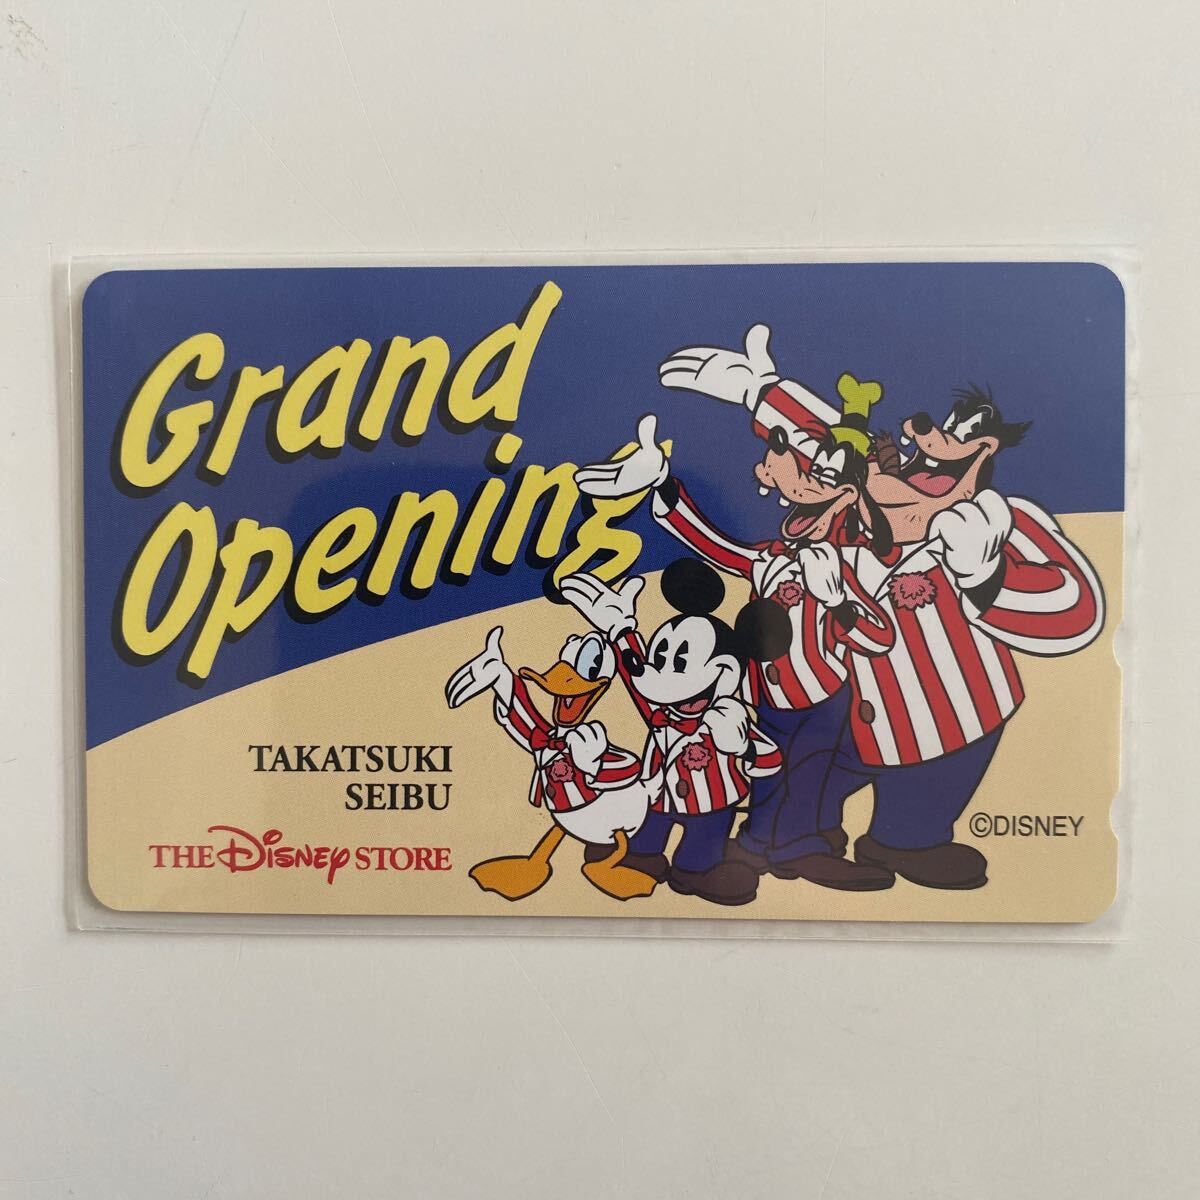 Grand
Opening
TAKATSUKI
SEIBU
THE Disney STORE
©DISNEY